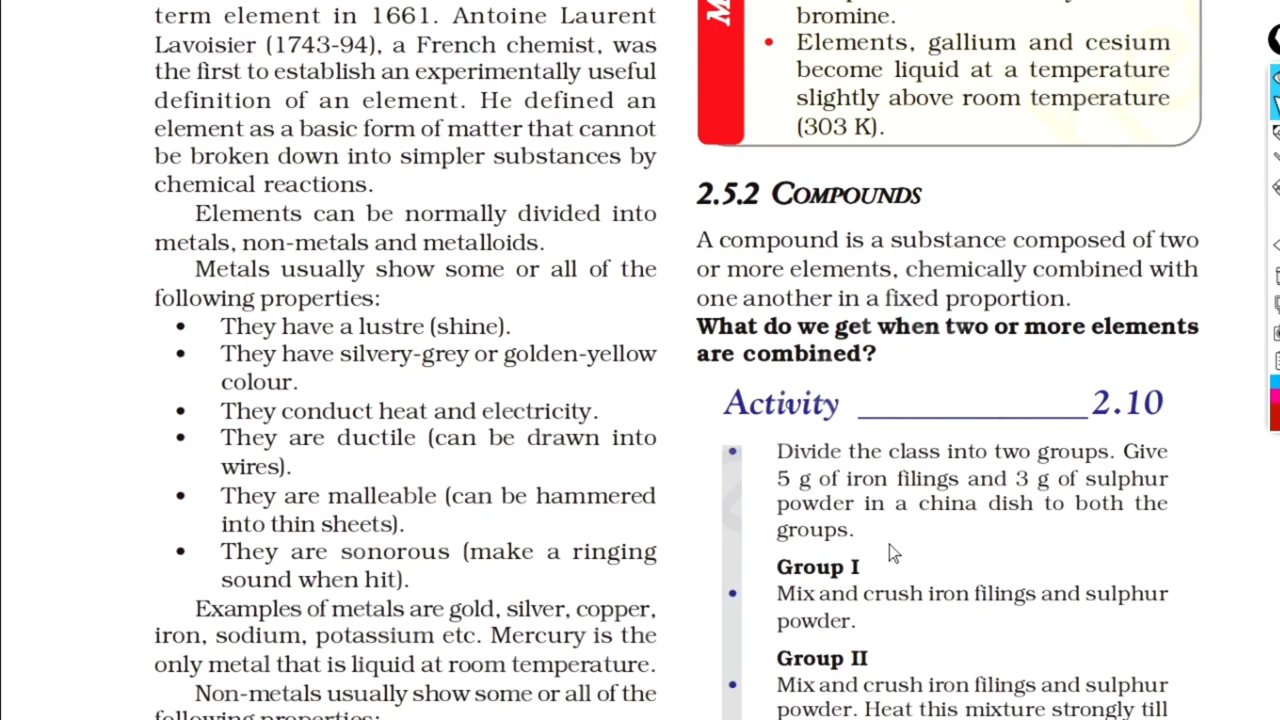 term element in 1661. Antoine Laurent
Lavoisier (1743-94), a French chemist, was
the first to establish an experimentally useful
definition of an element. He defined an
element as a basic form of matter that cannot
be broken down into simpler substances by
chemical reactions.
Elements can be normally divided into
metals, non-metals and metalloids.
Metals usually show some or all of the
following properties:
• They have a lustre (shine).
• They have silvery-grey or golden-yellow
colour.
• They conduct heat and electricity.
• They are ductile (can be drawn into
wires).
• They are malleable (can be hammered
into thin sheets).
• They are sonorous (make a ringing
sound when hit).
Examples of metals are gold, silver, copper,
iron, sodium, potassium etc. Mercury is the
only metal that is liquid at room temperature.
Non-metals usually show some or all of the
following properties:
M
bromine.
• Elements, gallium and cesium
become liquid at a temperature
slightly above room temperature
(303 K).
2.5.2 COMPOUNDS
A compound is a substance composed of two
or more elements, chemically combined with
one another in a fixed proportion.
What do we get when two or more elements
are combined?
Activity ______________ 2.10
• Divide the class into two groups. Give
5 g of iron filings and 3 g of sulphur
powder in a china dish to both the
groups.
Group I
• Mix and crush iron filings and sulphur
powder.
Group II
• Mix and crush iron filings and sulphur
powder. Heat this mixture strongly till